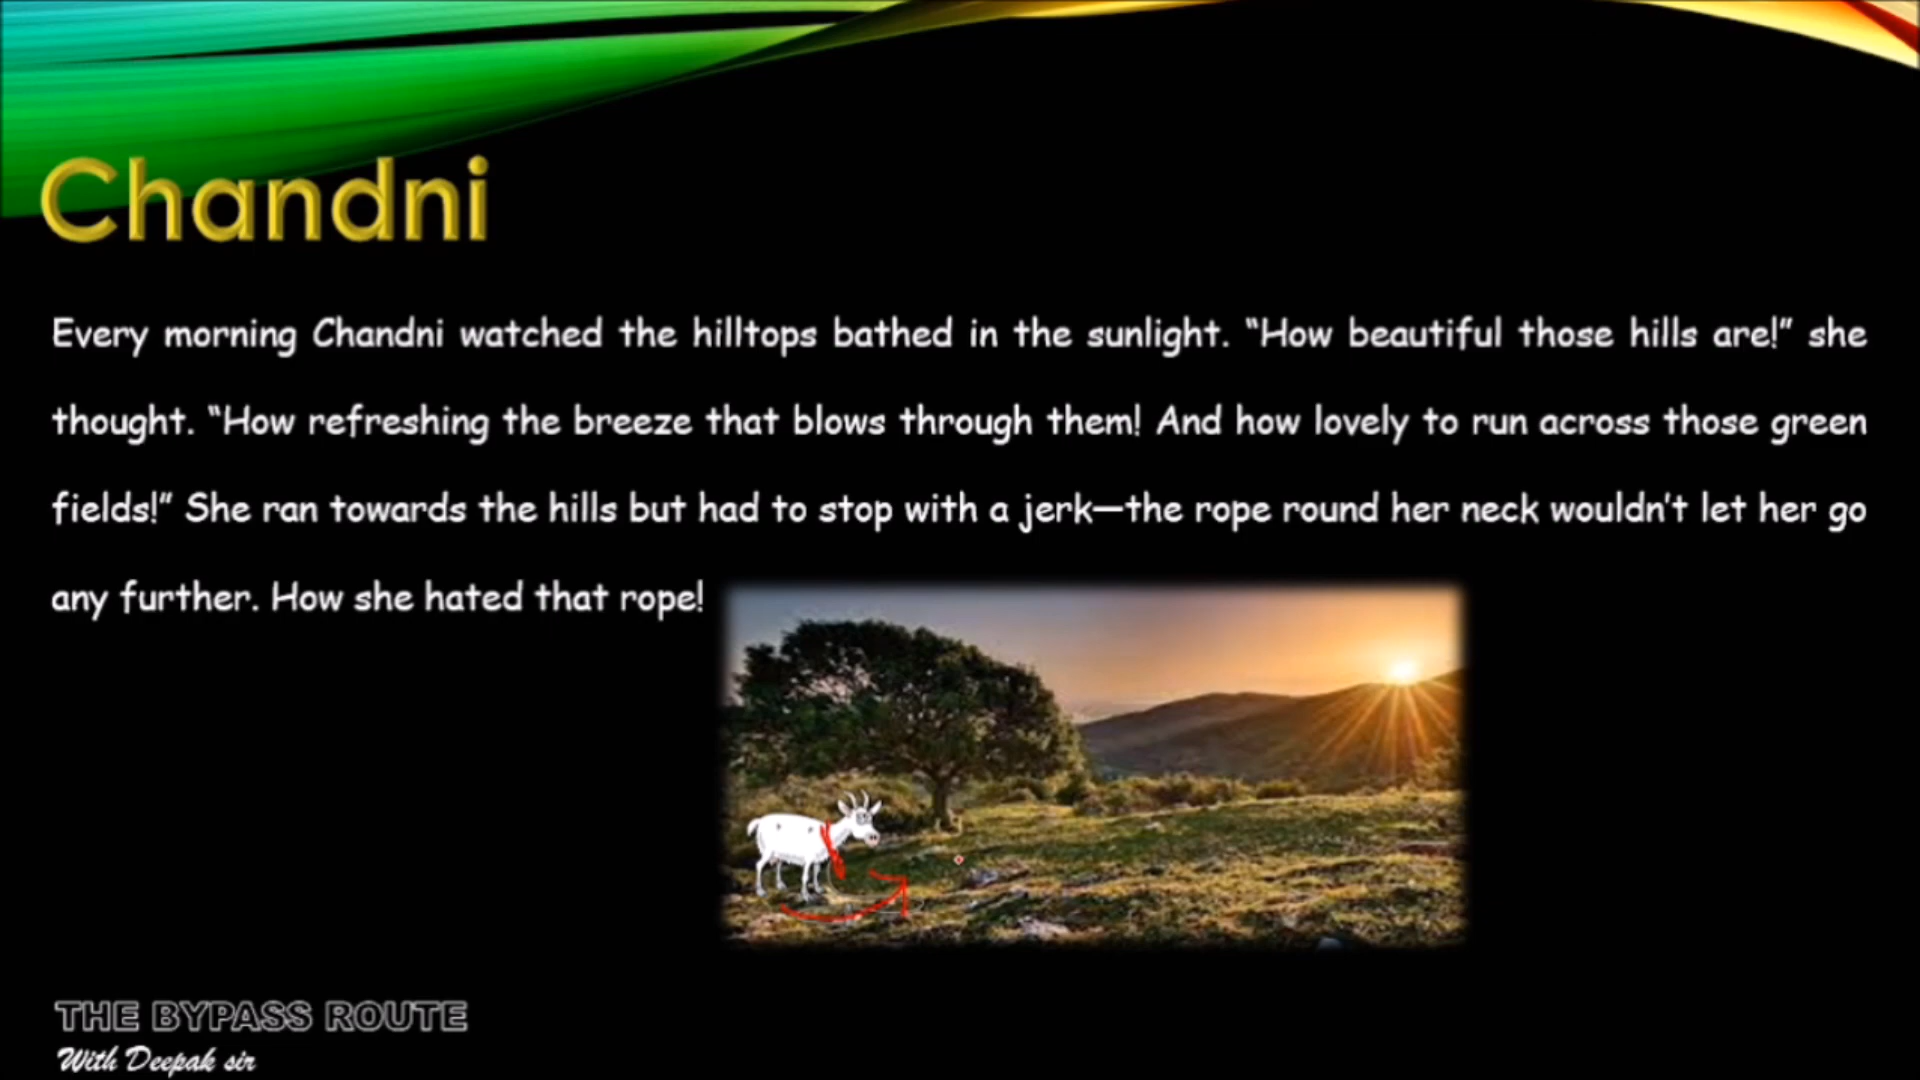 Chandni
Every morning Chandni watched the hilltops bathed in the sunlight. “How beautiful those hills are!” she
thought. “How refreshing the breeze that blows through them! And how lovely to run across those green
fields!” She ran towards the hills but had to stop with a jerk—the rope round her neck wouldn’t let her go
any further. How she hated that rope!
THE BYPASS ROUTE
With Deepak sir